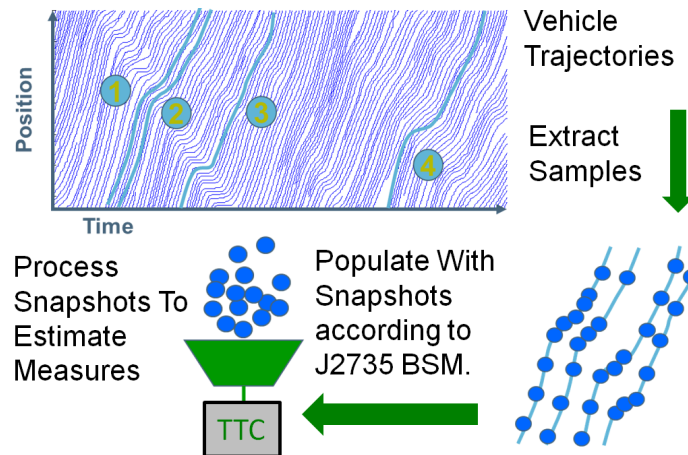 Vehicle
Trajectories
Position
1
2
3
4
Time
Extract
Samples
Process
Snapshots To
Estimate
Measures
Populate With
Snapshots
according to
J2735 BSM.
TTC